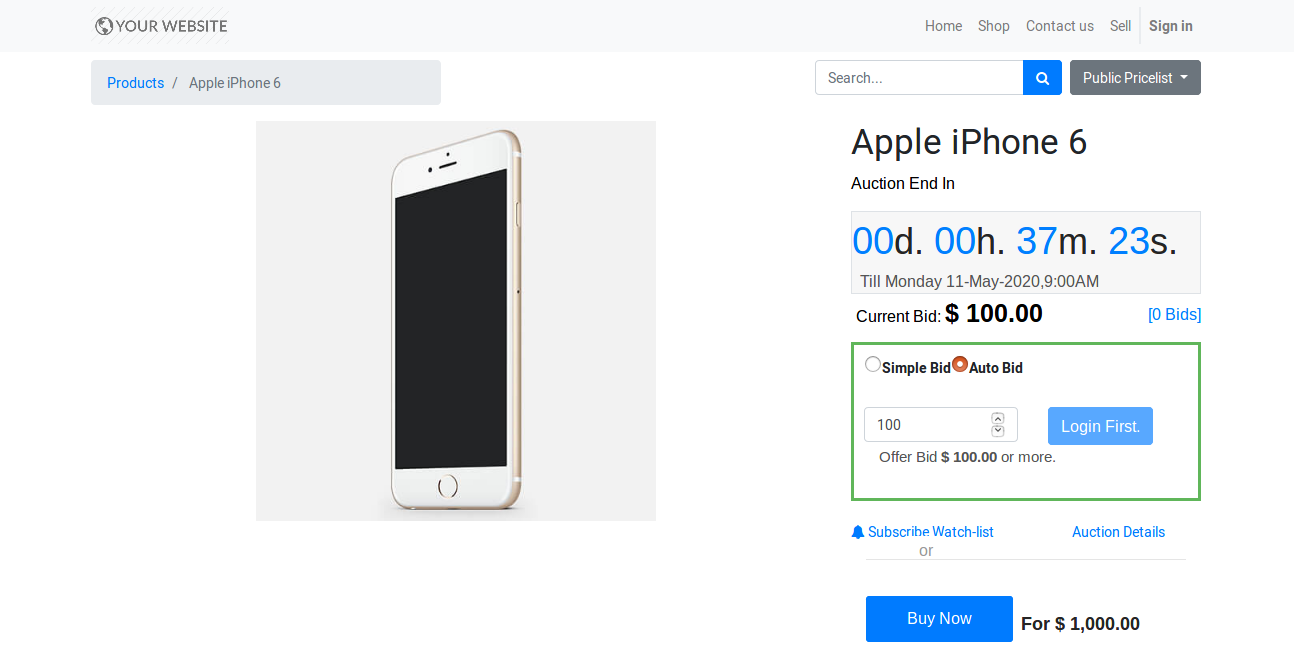 YOUR WEBSITE
Home Shop Contact us Sell Sign in
Products / Apple iPhone 6
Search...
Public Pricelist
Apple iPhone 6
Auction End In
00d. 00h. 37m. 23s.
Till Monday 11-May-2020,9:00AM
Current Bid: $ 100.00 [0 Bids]
Simple Bid Auto Bid
100
Login First.
Offer Bid $ 100.00 or more.
Subscribe Watch-list Auction Details
or
Buy Now For $ 1,000.00